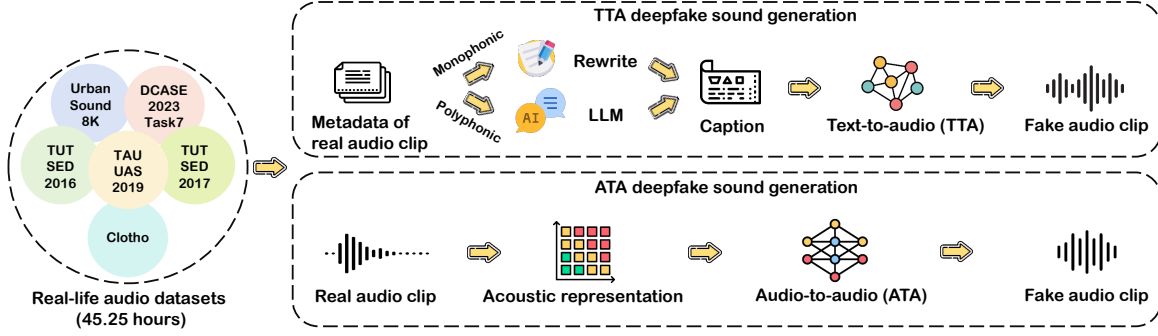 Urban
Sound
8K
DCASE
2023
Task7
TUT
SED
2016
TAU
UAS
2019
TUT
SED
2017
Clotho
Real-life audio datasets
(45.25 hours)
TTA deepfake sound generation
Metadata of
real audio clip
Monophonic
Polyphonic
Rewrite
AI
LLM
Caption
Text-to-audio (TTA)
Fake audio clip
ATA deepfake sound generation
Real audio clip
Acoustic representation
Audio-to-audio (ATA)
Fake audio clip